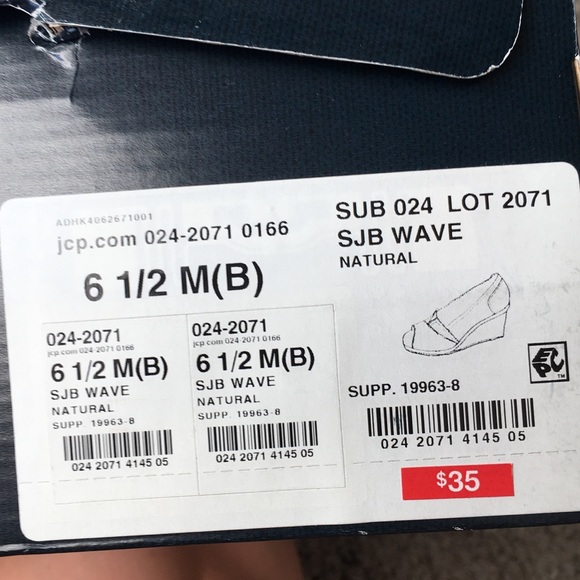 ADHK4062671001
jcp.com 024-2071 0166
6 1/2 M(B)
024-2071
jcp.com 024 2071 0166
6 1/2 M(B)
SJB WAVE
NATURAL
SUPP. 19963-8
024 2071 4145 05
024-2071
jcp.com 024 2071 0166
6 1/2 M(B)
SJB WAVE
NATURAL
SUPP. 19963-8
024 2071 4145 05
SUB 024 LOT 2071
SJB WAVE
NATURAL
SUPP. 19963-8
024 2071 4145 05
$35